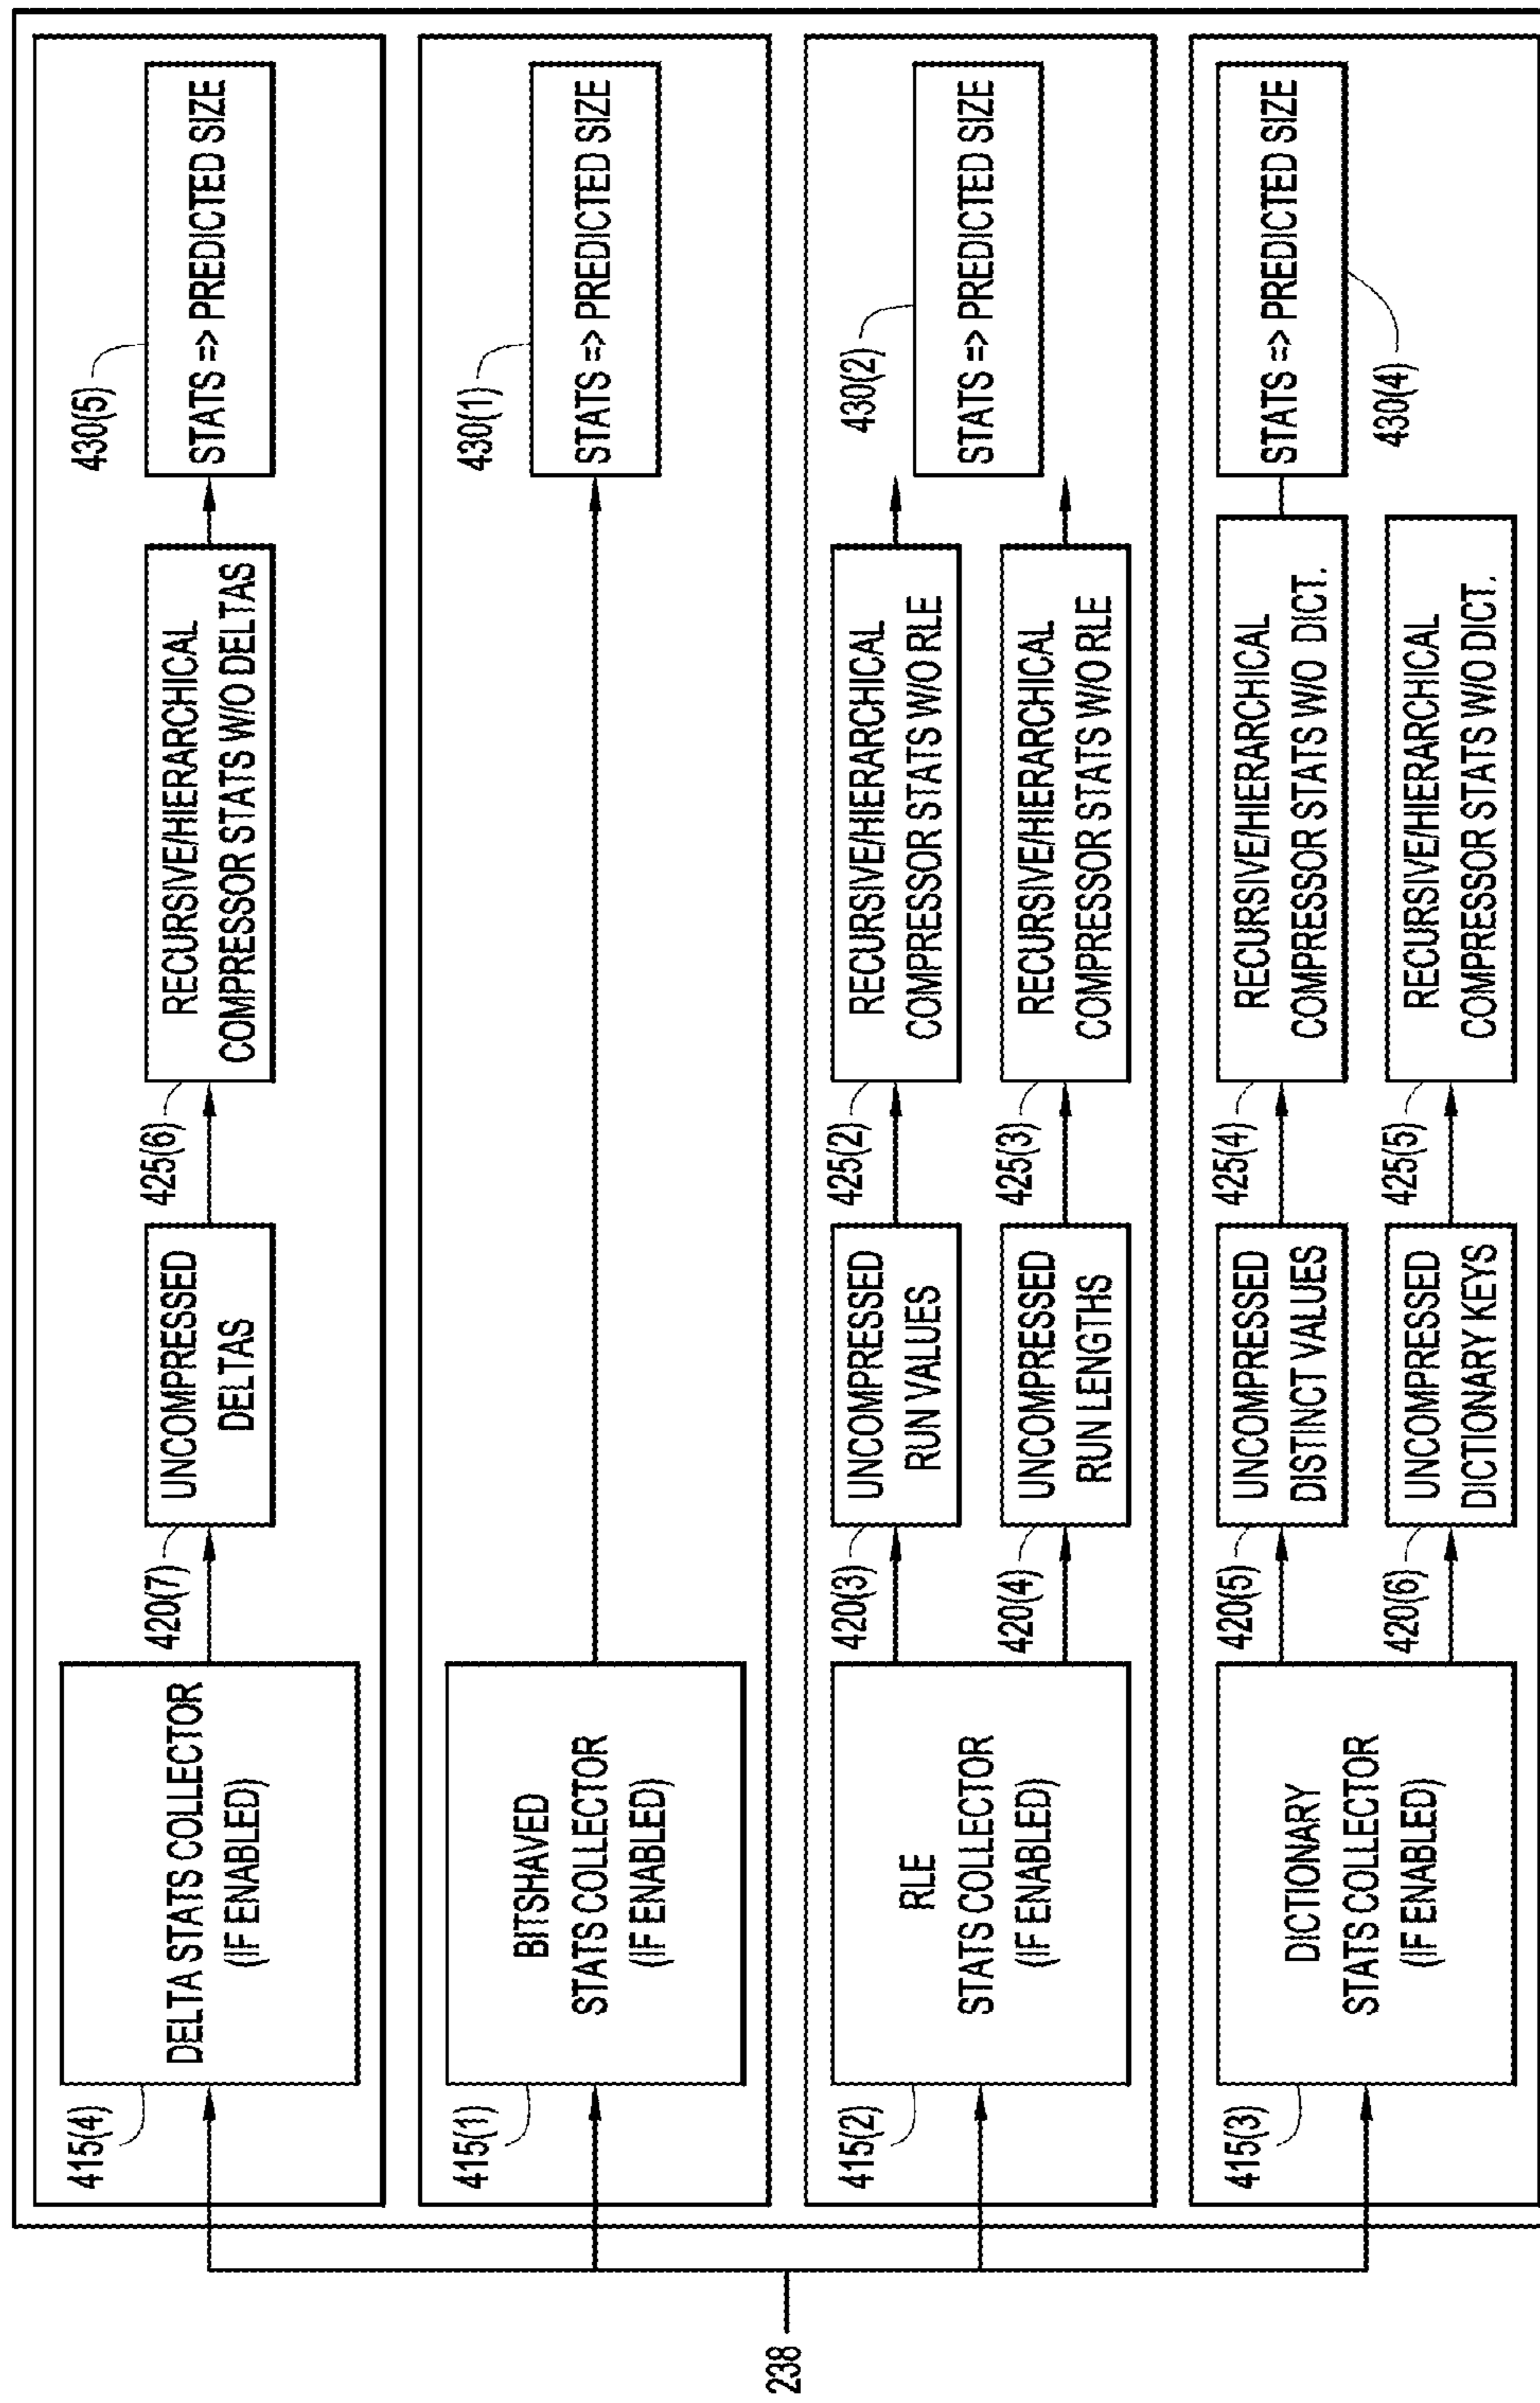 238
415(4)
DELTA STATS COLLECTOR
(IF ENABLED)
420(7)
UNCOMPRESSED
DELTAS
425(6)
RECURSIVE/HIERARCHICAL
COMPRESSOR STATS W/O DELTAS
430(5)
STATS => PREDICTED SIZE
415(1)
BITSHAVED
STATS COLLECTOR
(IF ENABLED)
430(1)
STATS => PREDICTED SIZE
415(2)
RLE
STATS COLLECTOR
(IF ENABLED)
420(3)
UNCOMPRESSED
RUN VALUES
425(2)
RECURSIVE/HIERARCHICAL
COMPRESSOR STATS W/O RLE
420(4)
UNCOMPRESSED
RUN LENGTHS
425(3)
RECURSIVE/HIERARCHICAL
COMPRESSOR STATS W/O RLE
430(2)
STATS => PREDICTED SIZE
415(3)
DICTIONARY
STATS COLLECTOR
(IF ENABLED)
420(5)
UNCOMPRESSED
DISTINCT VALUES
425(4)
RECURSIVE/HIERARCHICAL
COMPRESSOR STATS W/O DICT.
420(6)
UNCOMPRESSED
DICTIONARY KEYS
425(5)
RECURSIVE/HIERARCHICAL
COMPRESSOR STATS W/O DICT.
STATS => PREDICTED SIZE
430(4)